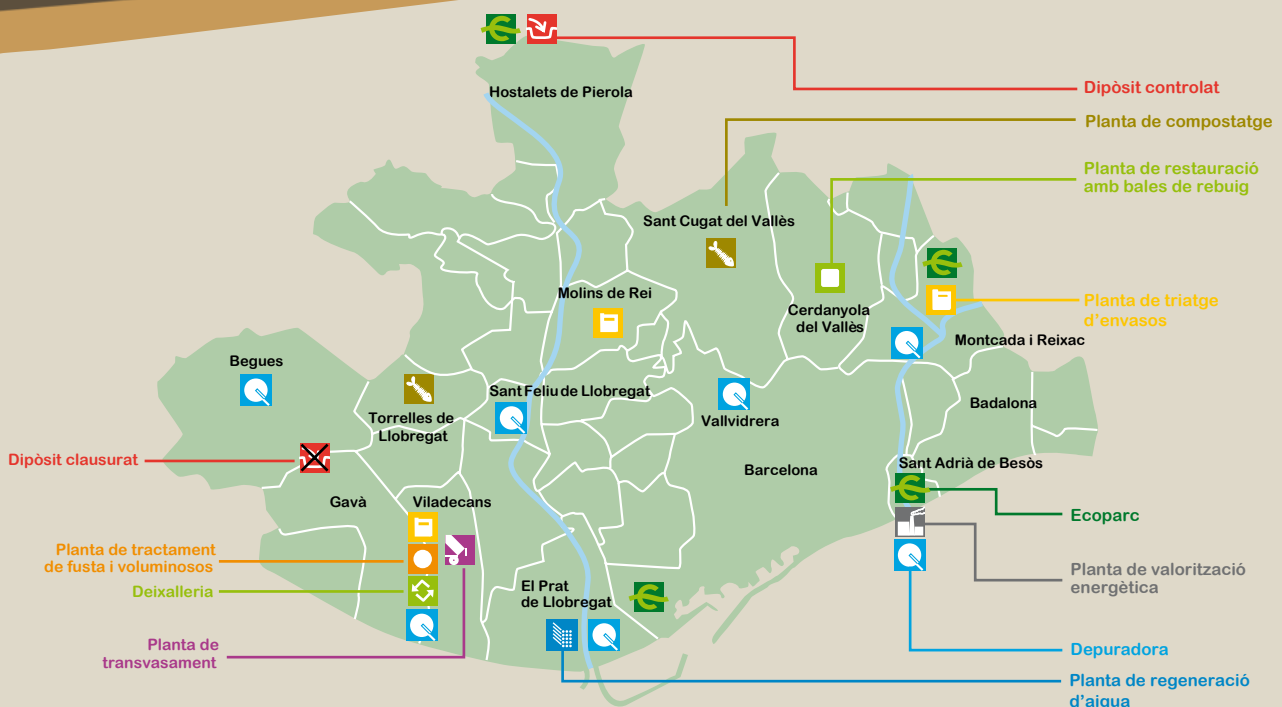 Hostalets de Pierola
Dipòsit controlat
Planta de compostatge
Planta de restauració
amb bales de rebuig
Sant Cugat del Vallès
Molins de Rei
Cerdanyola
del Vallès
Planta de triatge
d'envasos
Montcada i Reixac
Begues
Sant Feliu de Llobregat
Torrelles de
Llobregat
Vallvidrera
Badalona
Dipòsit clausurat
Barcelona
Sant Adrià de Besòs
Gavà
Viladecans
Ecoparc
Planta de tractament
de fusta i voluminosos
Deixalleria
El Prat
de Llobregat
Planta de valorització
energètica
Planta de
transvasament
Depuradora
Planta de regeneració
d'aigua